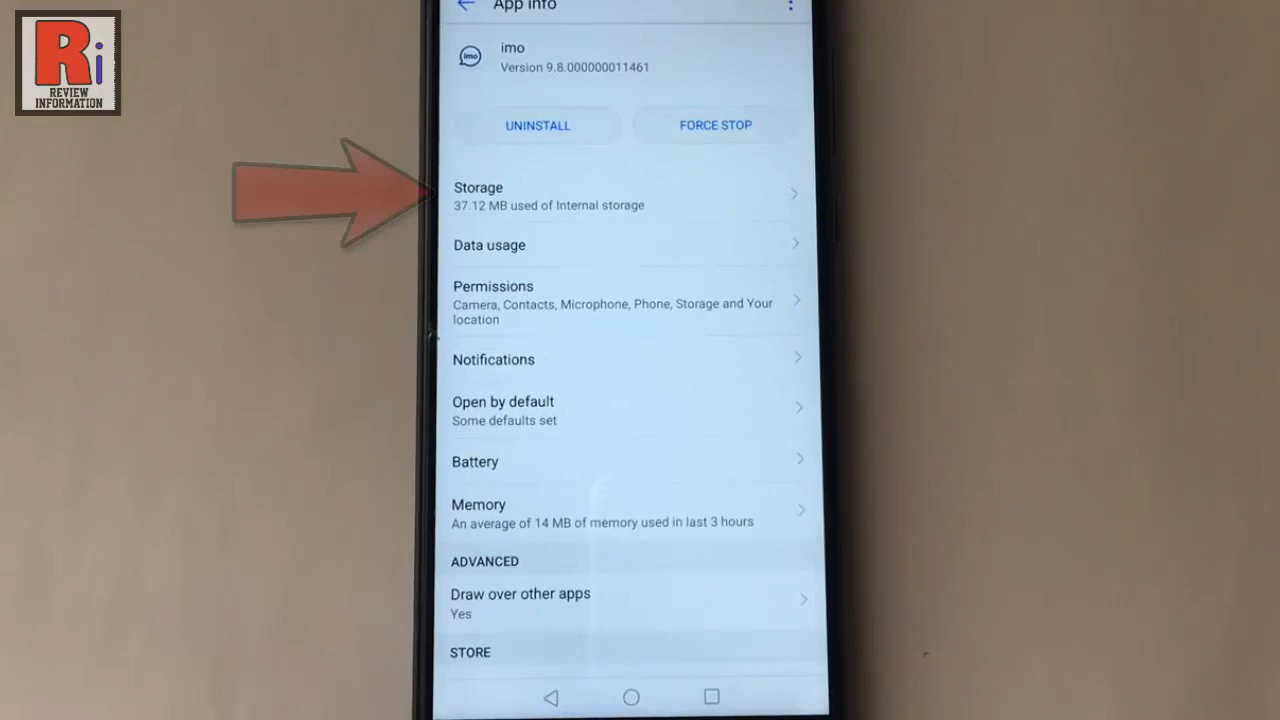 Ri
REVIEW
INFORMATION
App info
imo
imo
Version 9.8.000000011461
UNINSTALL
FORCE STOP
Storage
37.12 MB used of Internal storage
Data usage
Permissions
Camera, Contacts, Microphone, Phone, Storage and Your
location
Notifications
Open by default
Some defaults set
Battery
Memory
An average of 14 MB of memory used in last 3 hours
ADVANCED
Draw over other apps
Yes
STORE